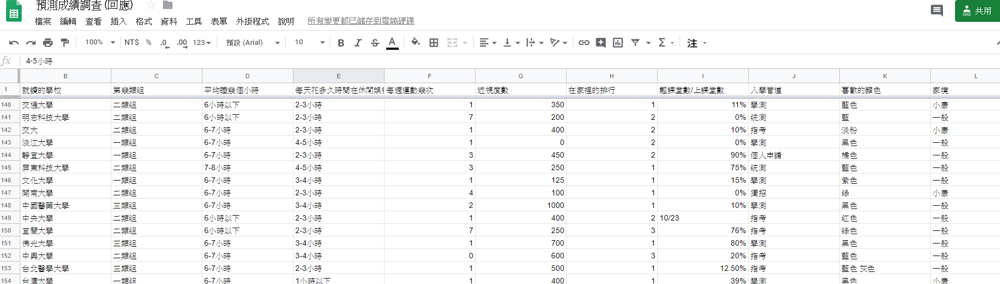 預測成績調查 (回應)
檔案 編輯 查看 插入 格式 資料 工具 表單 外掛程式 說明 所有變更都已儲存到雲端硬碟
共用
100% NT$ % .0 .00 123 預設 (Arial) 10 B I S A Σ 注
fx 4-5小時
B C D E F G H I J K L
1 就讀的學校 第幾類組 平均睡幾個小時 每天花多久時間在休閒娛 每週運動幾次 近視度數 在家裡的排行 翹課堂數/上課堂數 入學管道 喜歡的顏色 家境
140 交通大學 二類組 6小時以下 2-3小時 1 350 1 11% 學測 藍色 小康
141 明志科技大學 二類組 6小時以下 2-3小時 7 200 2 0% 統測 藍 一般
142 交大 二類組 6-7小時 2-3小時 1 400 2 10% 指考 淡粉 小康
143 淡江大學 一類組 6-7小時 4-5小時 1 0 2 0% 學測 黑色 一般
144 靜宜大學 一類組 6-7小時 2-3小時 3 450 2 90% 個人申請 橘色 一般
145 屏東科技大學 二類組 7-8小時 4-5小時 3 250 1 75% 統測 藍色 一般
146 文化大學 一類組 6-7小時 3-4小時 1 125 1 15% 學測 紫色 一般
147 開南大學 二類組 6-7小時 2-3小時 4 100 1 0% 獨招 綠 小康
148 中國醫藥大學 三類組 6-7小時 3-4小時 2 1000 1 10% 學測 黑色 一般
149 中央大學 二類組 6小時以下 2-3小時 1 400 2 10/23 指考 紅色 一般
150 宜蘭大學 二類組 6小時以下 2-3小時 7 250 3 76% 指考 綠色 一般
151 佛光大學 三類組 6-7小時 3-4小時 1 700 1 80% 學測 黑色 一般
152 中興大學 二類組 6-7小時 3-4小時 0 600 3 20% 指考 藍色 一般
153 台北醫學大學 三類組 6-7小時 2-3小時 1 500 1 12.50% 指考 藍色 灰色 一般
154 台灣大學 一類組 6-7小時 1小時以下 1 400 1 39% 學測 黑色 小康